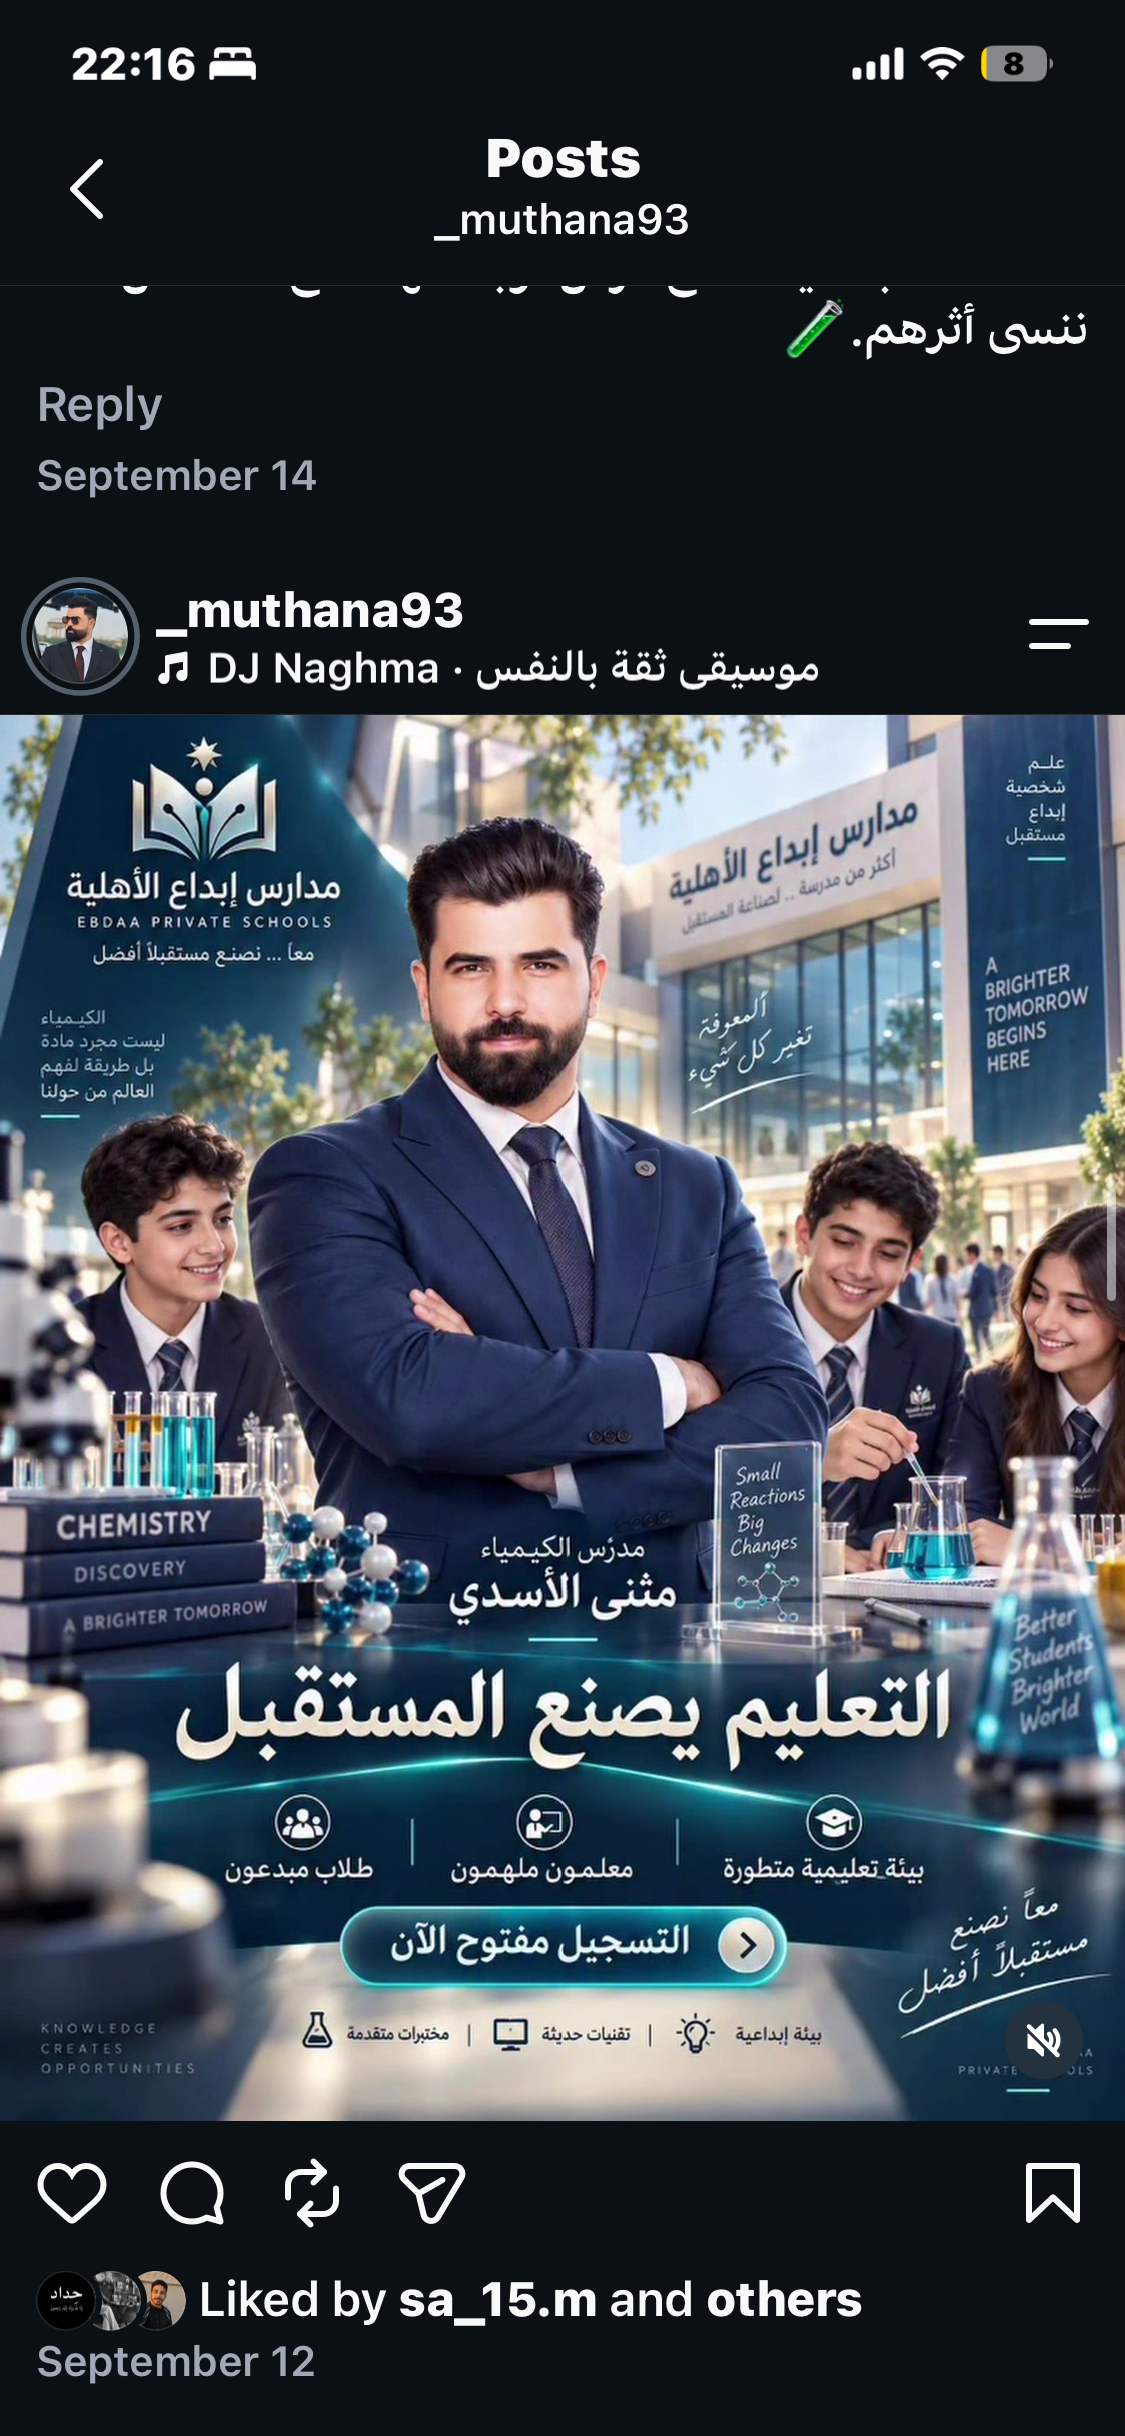 22:16
8
Posts
_muthana93
ننسى أثرهم.
Reply
September 14
_muthana93
DJ Naghma · موسيقى ثقة بالنفس
مدارس إبداع الأهلية
EBDAA PRIVATE SCHOOLS
معاً ... نصنع مستقبلاً أفضل
الكيمياء
ليست مجرد مادة
بل طريقة لفهم
العالم من حولنا
مدارس إبداع الأهلية
أكثر من مدرسة .. لصناعة المستقبل
علم
شخصية
إبداع
مستقبل
A
BRIGHTER
TOMORROW
BEGINS
HERE
تغير كل شيء
CHEMISTRY
DISCOVERY
A BRIGHTER TOMORROW
Small
Reactions
Big
Changes
Better
Students
Brighter
World
مدرّس الكيمياء
مثنى الأسدي
التعليم يصنع المستقبل
بيئة تعليمية متطورة
معلمون ملهمون
طلاب مبدعون
التسجيل مفتوح الآن
معاً نصنع
مستقبلاً أفضل
بيئة إبداعية | تقنيات حديثة | مختبرات متقدمة
KNOWLEDGE
CREATES
OPPORTUNITIES
PRIVATE
حداد
Liked by sa_15.m and others
September 12